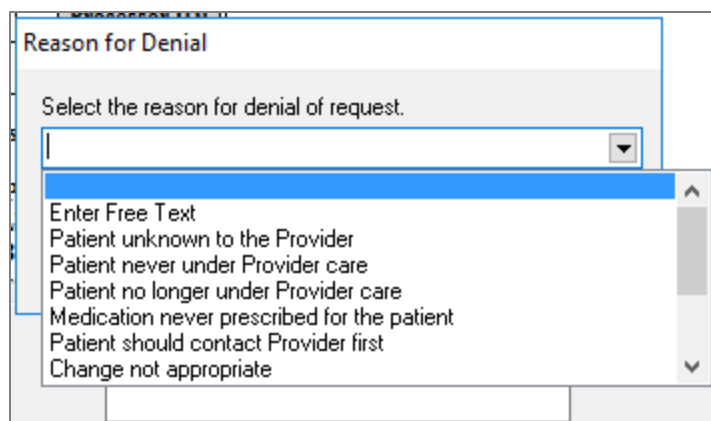 Reason for Denial
Select the reason for denial of request.
Enter Free Text
Patient unknown to the Provider
Patient never under Provider care
Patient no longer under Provider care
Medication never prescribed for the patient
Patient should contact Provider first
Change not appropriate